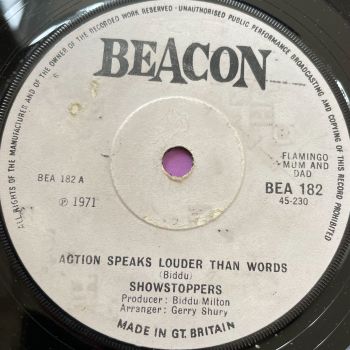 ALL RIGHTS OF THE MANUFACTURERS AND OF THE OWNER OF THE RECORDED WORK RESERVED · UNAUTHORISED PUBLIC PERFORMANCE BROADCASTING AND COPYING OF THIS RECORD PROHIBITED
BEACON
FLAMINGO
MUM AND
DAD
BEA 182 A
BEA 182
45-230
℗ 1971
ACTION SPEAKS LOUDER THAN WORDS
(Biddu)
SHOWSTOPPERS
Producer: Biddu Milton
Arranger: Gerry Shury
MADE IN GT. BRITAIN